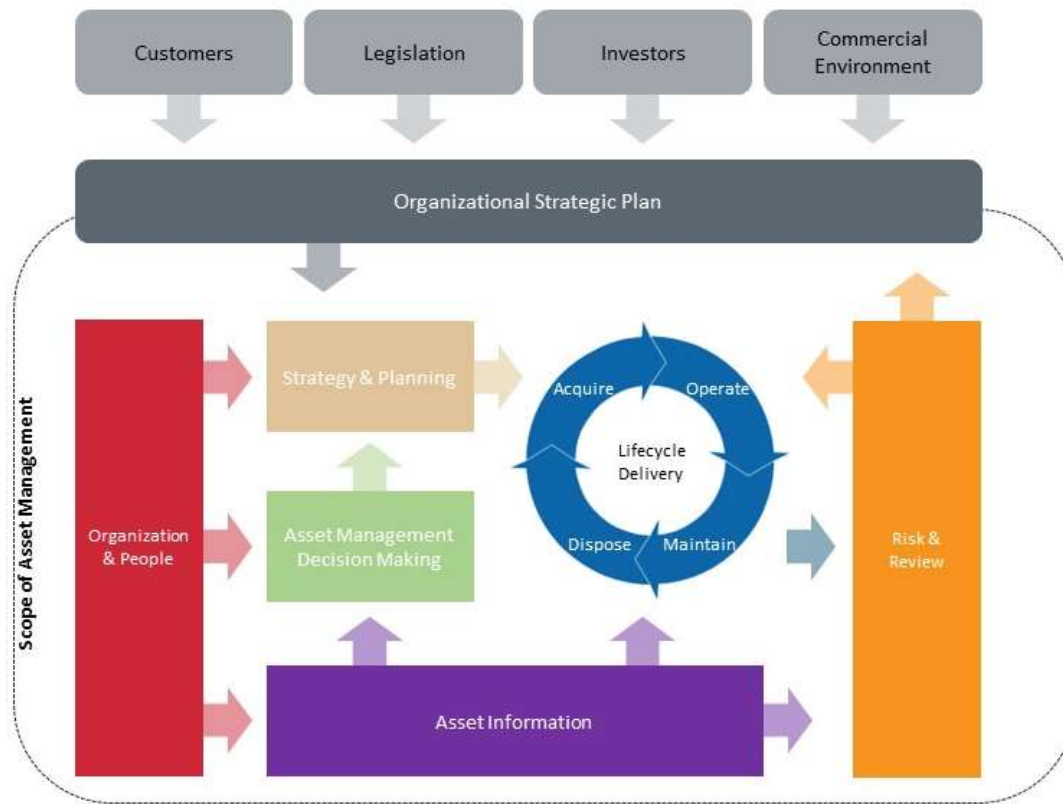 Customers
Legislation
Investors
Commercial
Environment
Organizational Strategic Plan
Scope of Asset Management
Organization
& People
Strategy & Planning
Asset Management
Decision Making
Acquire
Operate
Lifecycle
Delivery
Dispose
Maintain
Risk &
Review
Asset Information